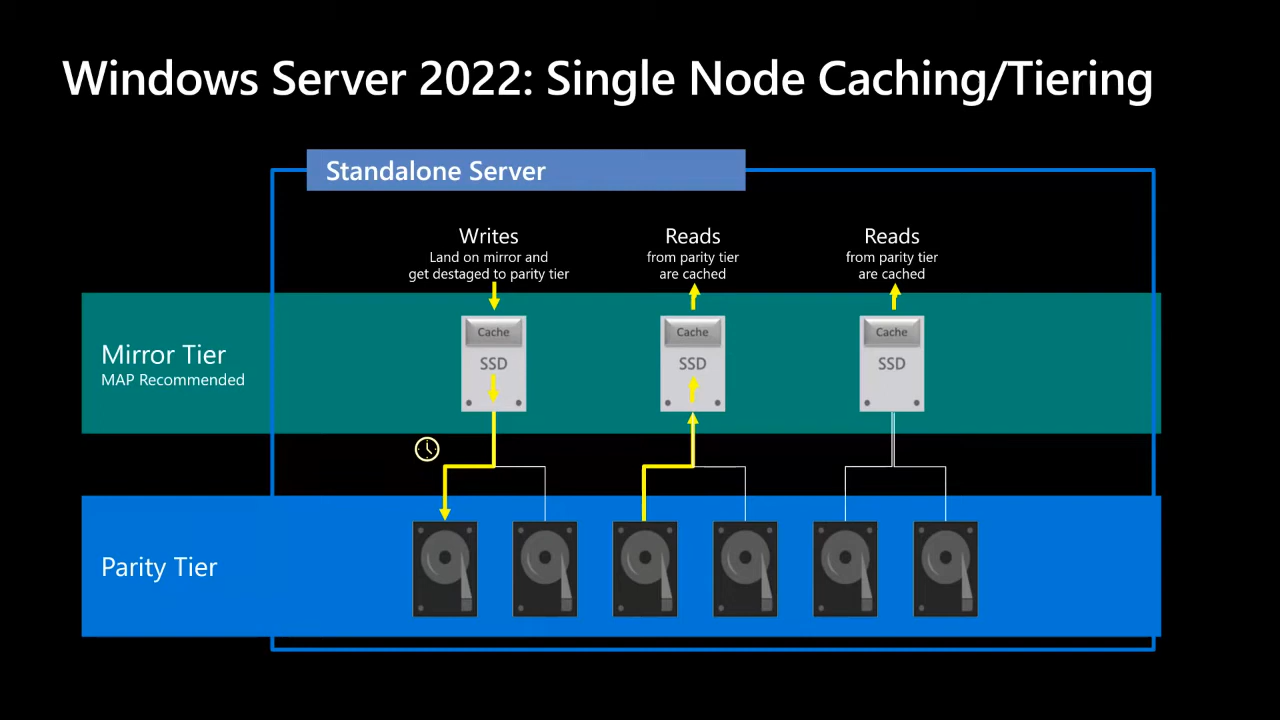 Windows Server 2022: Single Node Caching/Tiering
Standalone Server
Writes
Land on mirror and
get destaged to parity tier
Reads
from parity tier
are cached
Reads
from parity tier
are cached
Mirror Tier
MAP Recommended
Cache
SSD
Cache
SSD
Cache
SSD
Parity Tier